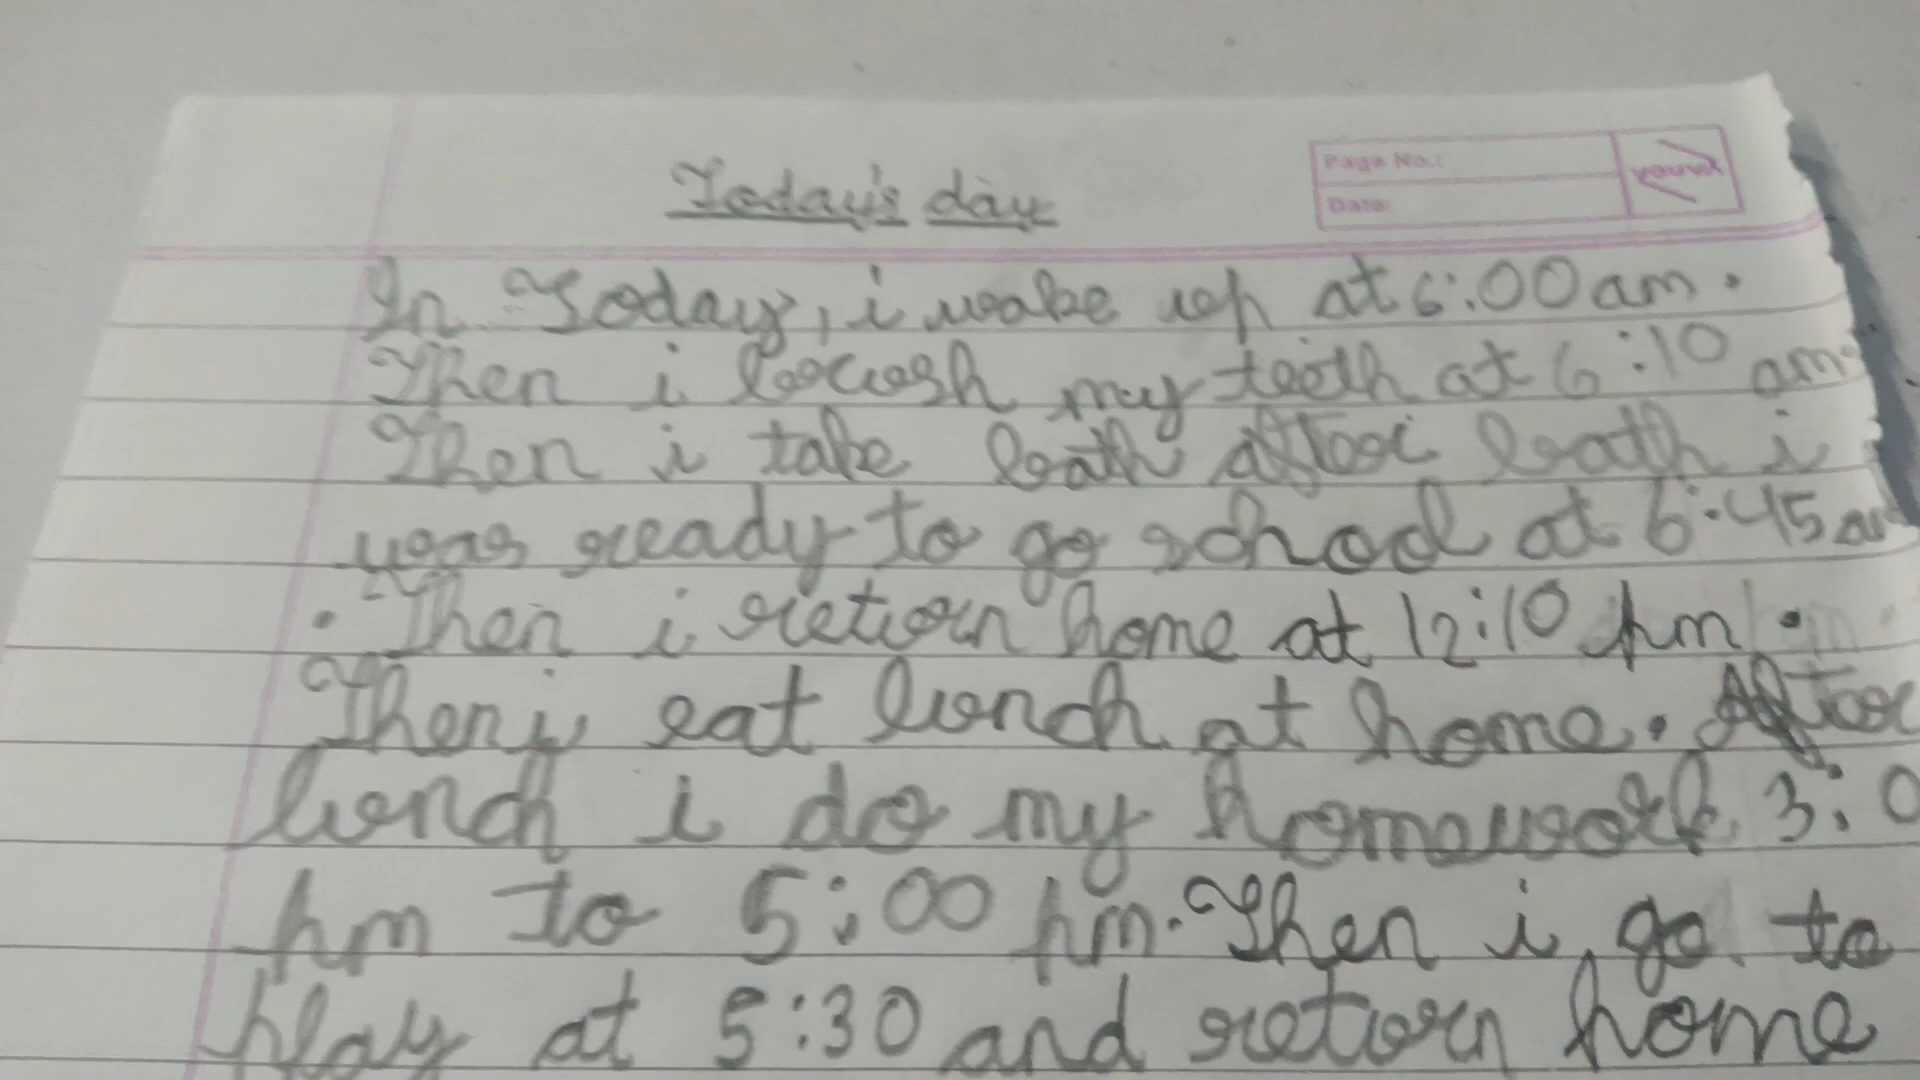 Today's day
Page No.:
Date:
youva
In Today, i wake up at 6:00 am.
Then i brush my teeth at 6:10 am
Then i take bath after bath i
was ready to go school at 6:45 am
. Then i return home at 12:10 pm.
Then i eat lunch at home. After
lunch i do my homework 3:0
pm to 5:00 pm. Then i go to
play at 5:30 and return home